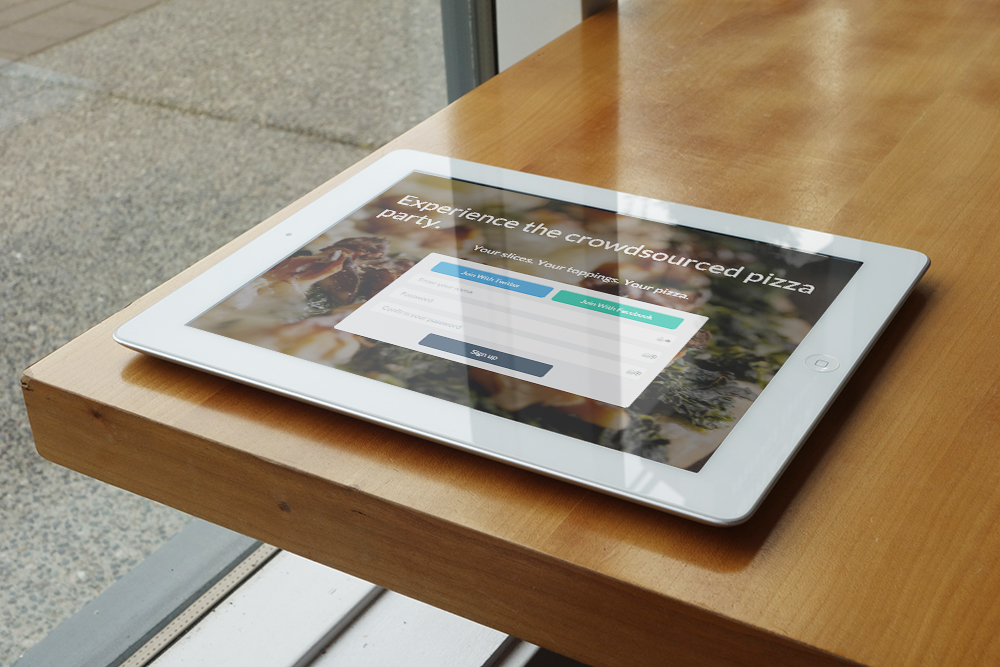 Experience the crowdsourced pizza
party.
Your slices. Your toppings. Your pizza.
Join With Twitter
Join With Facebook
Enter your name
Password
Confirm your password
Sign up